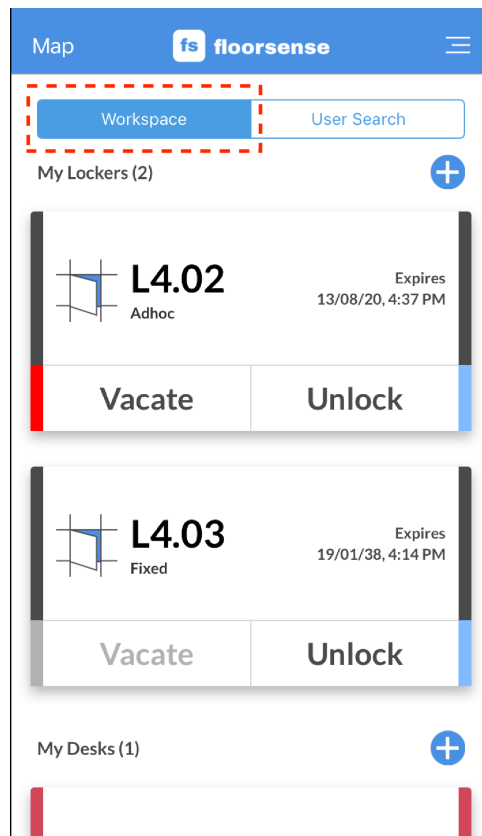 Map
fs floorsense
Workspace
User Search
My Lockers (2)
L4.02
Adhoc
Expires
13/08/20, 4:37 PM
Vacate
Unlock
L4.03
Fixed
Expires
19/01/38, 4:14 PM
Vacate
Unlock
My Desks (1)